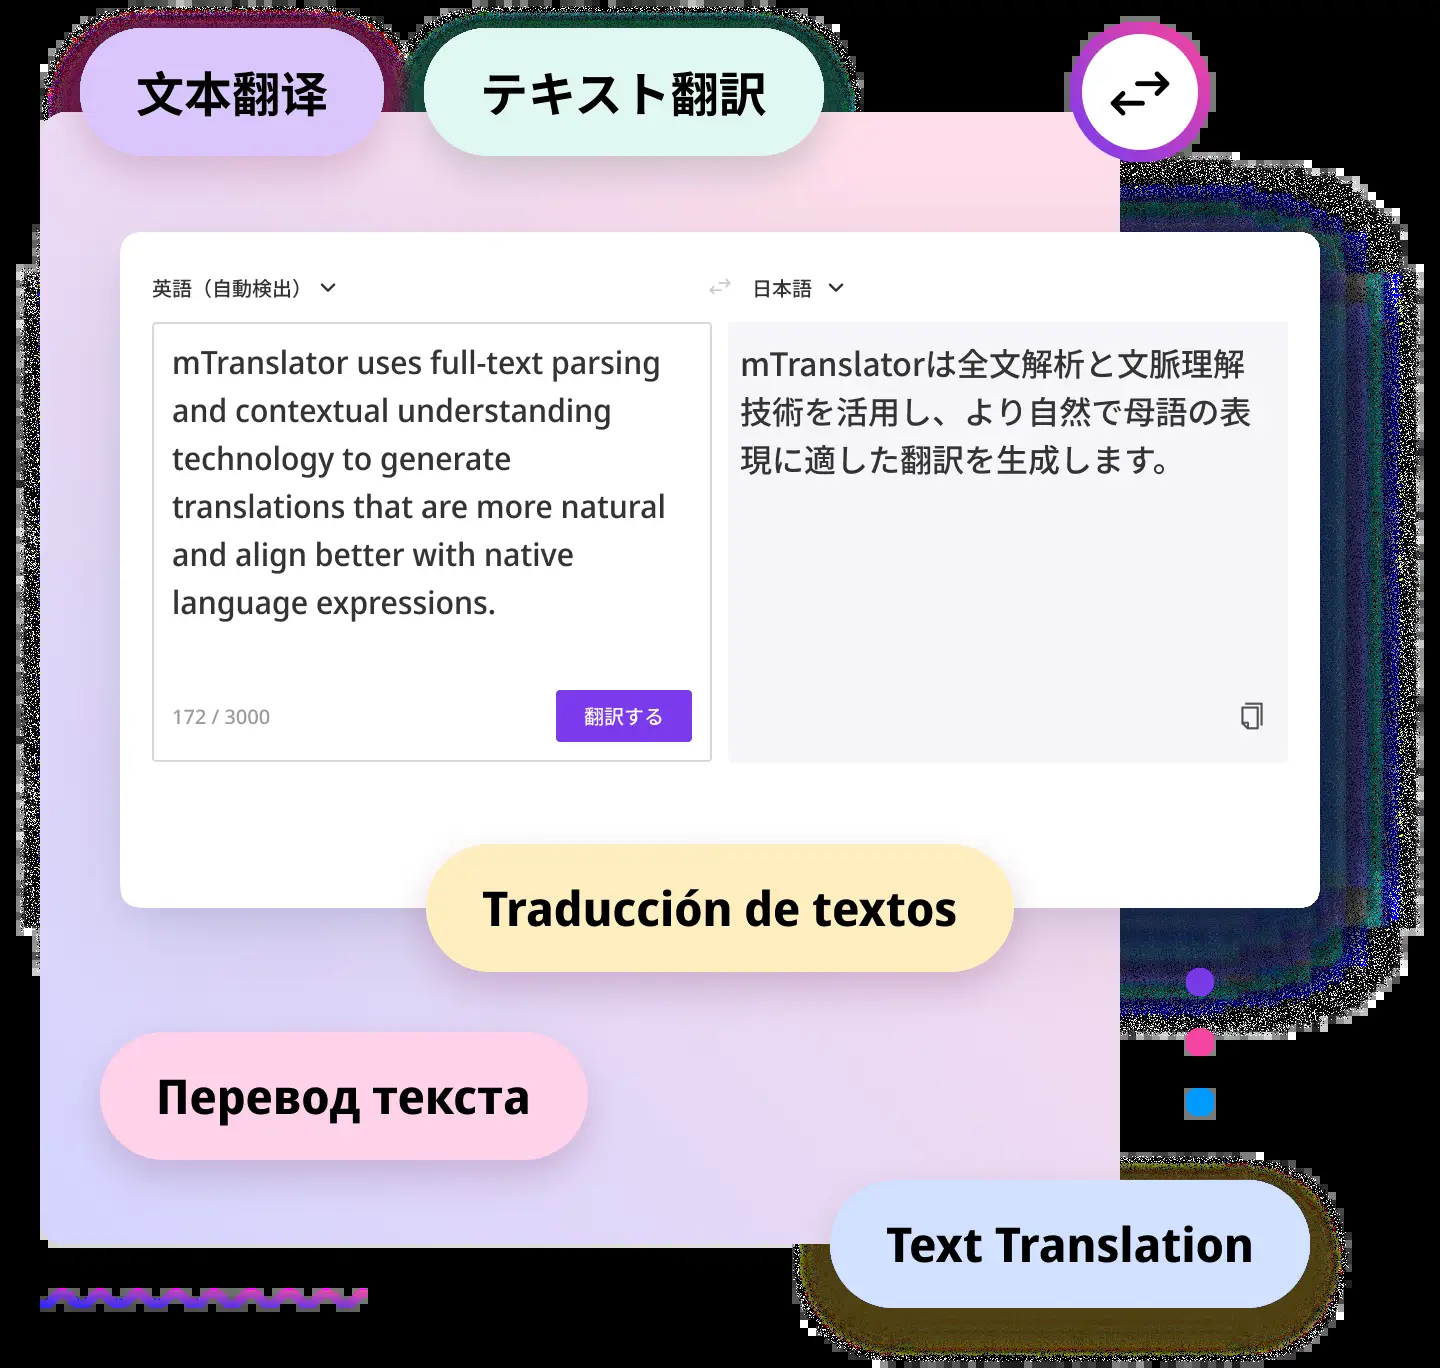 文本翻译
テキスト翻訳
英語（自動検出）
日本語
mTranslator uses full-text parsing
and contextual understanding
technology to generate
translations that are more natural
and align better with native
language expressions.
172 / 3000
翻訳する
mTranslatorは全文解析と文脈理解
技術を活用し、より自然で母語の表
現に適した翻訳を生成します。
Traducción de textos
Перевод текста
Text Translation